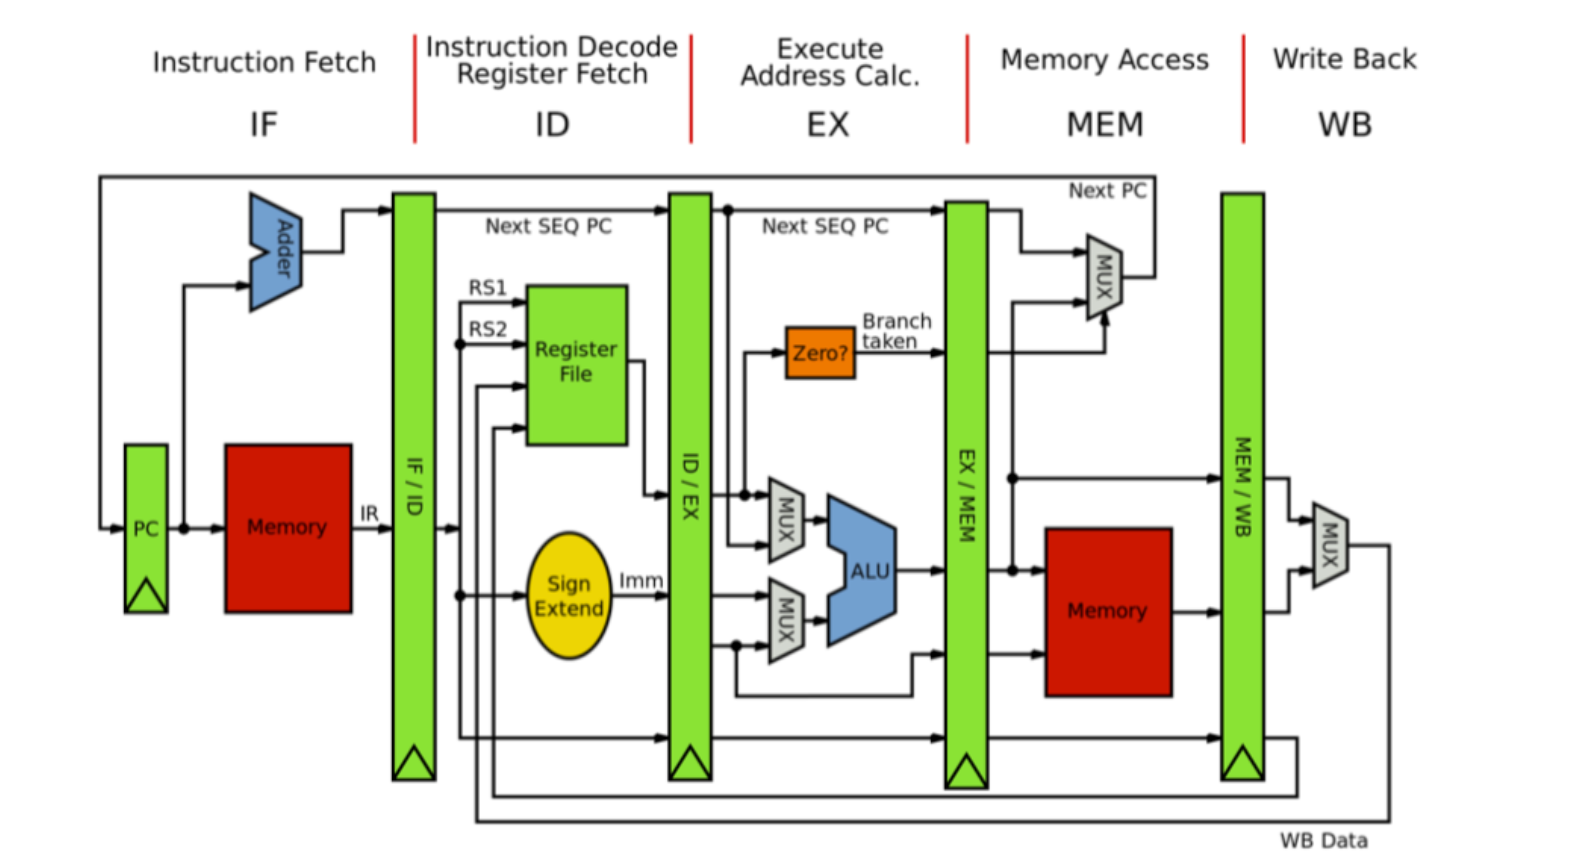 Instruction Fetch
Instruction Decode
Register Fetch
Execute
Address Calc.
Memory Access
Write Back
IF
ID
EX
MEM
WB
Next PC
Adder
Next SEQ PC
Next SEQ PC
MUX
RS1
RS2
Register
File
Zero?
Branch
taken
PC
Memory
IR
IF / ID
ID / EX
EX / MEM
MEM / WB
MUX
MUX
ALU
MUX
Sign
Extend
Imm
Memory
WB Data